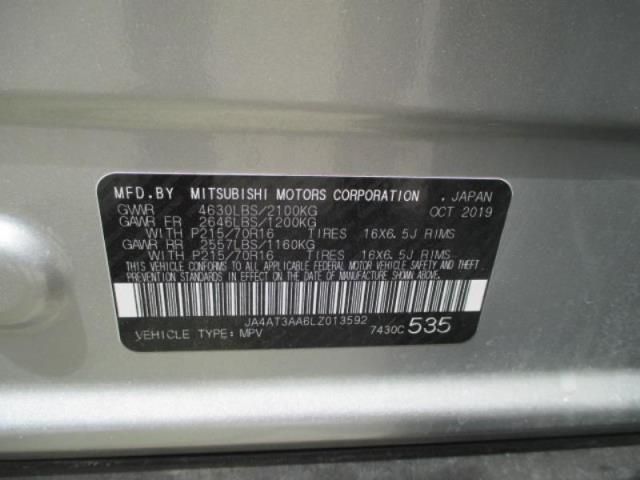 MFD.BY MITSUBISHI MOTORS CORPORATION . JAPAN
GVWR 4630LBS/2100KG OCT 2019
GAWR FR 2646LBS/1200KG
WITH P215/70R16 TIRES 16X6.5J RIMS
GAWR RR 2557LBS/1160KG
WITH P215/70R16 TIRES 16X6.5J RIMS
THIS VEHICLE CONFORMS TO ALL APPLICABLE FEDERAL MOTOR VEHICLE SAFETY AND THEFT
PREVENTION STANDARDS IN EFFECT ON THE DATE OF MANUFACTURE SHOWN ABOVE.
JA4AT3AA6LZ013592
VEHICLE TYPE: MPV 7430C 535